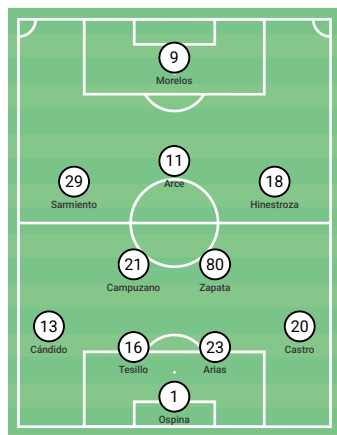 9
Morelos
11
Arce
29
Sarmiento
18
Hinestroza
21
Campuzano
80
Zapata
13
Cándido
20
Castro
16
Tesillo
23
Arias
1
Ospina